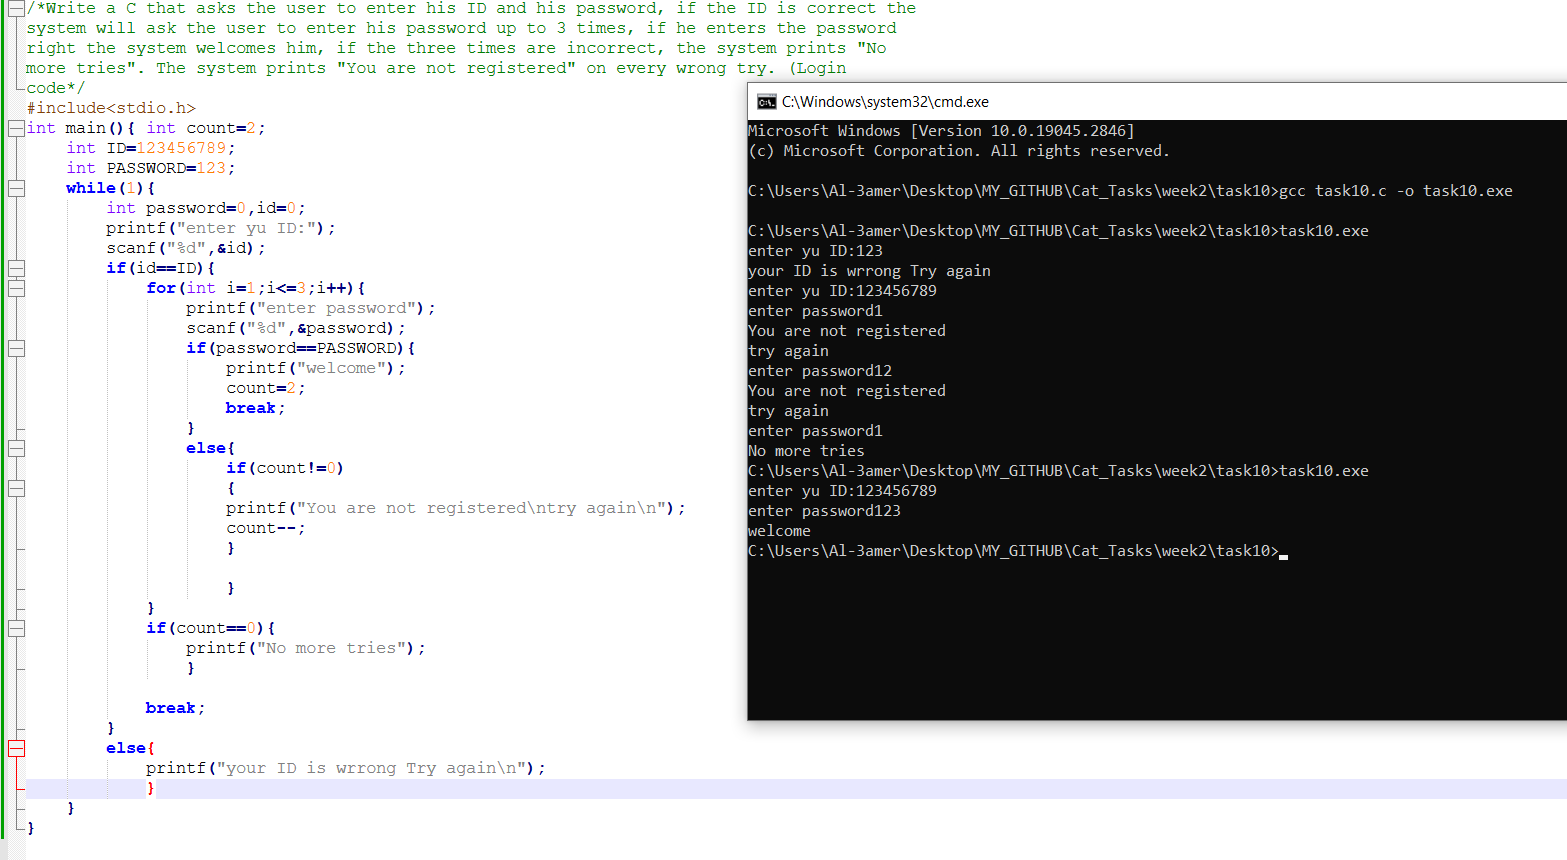 /*Write a C that asks the user to enter his ID and his password, if the ID is correct the
system will ask the user to enter his password up to 3 times, if he enters the password
right the system welcomes him, if the three times are incorrect, the system prints "No
more tries". The system prints "You are not registered" on every wrong try. (Login
code*/
#include<stdio.h>
int main(){ int count=2;
    int ID=123456789;
    int PASSWORD=123;
    while(1){
        int password=0,id=0;
        printf("enter yu ID:");
        scanf("%d",&id);
        if(id==ID){
            for(int i=1;i<=3;i++){
                printf("enter password");
                scanf("%d",&password);
                if(password==PASSWORD){
                    printf("welcome");
                    count=2;
                    break;
                }
                else{
                    if(count!=0)
                    {
                    printf("You are not registered\ntry again\n");
                    count--;
                    }
                    }
            }
            if(count==0){
                printf("No more tries");
                }
            break;
        }
        else{
            printf("your ID is wrrong Try again\n");
            }
    }
}
C:\Windows\system32\cmd.exe
Microsoft Windows [Version 10.0.19045.2846]
(c) Microsoft Corporation. All rights reserved.
C:\Users\Al-3amer\Desktop\MY_GITHUB\Cat_Tasks\week2\task10>gcc task10.c -o task10.exe
C:\Users\Al-3amer\Desktop\MY_GITHUB\Cat_Tasks\week2\task10>task10.exe
enter yu ID:123
your ID is wrrong Try again
enter yu ID:123456789
enter password1
You are not registered
try again
enter password12
You are not registered
try again
enter password1
No more tries
C:\Users\Al-3amer\Desktop\MY_GITHUB\Cat_Tasks\week2\task10>task10.exe
enter yu ID:123456789
enter password123
welcome
C:\Users\Al-3amer\Desktop\MY_GITHUB\Cat_Tasks\week2\task10>